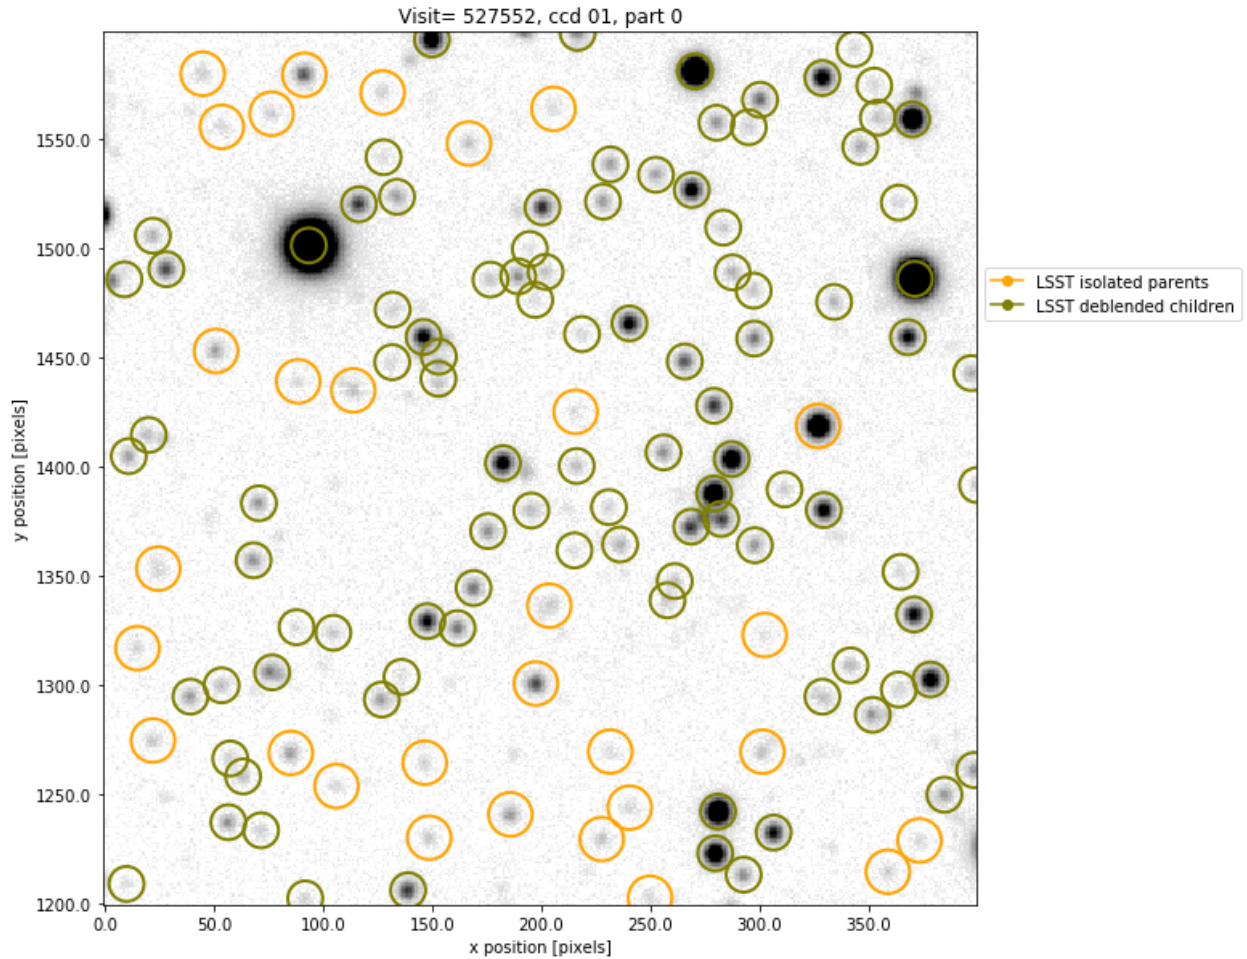 Visit= 527552, ccd 01, part 0
1550.0
1500.0
1450.0
1400.0
1350.0
1300.0
1250.0
1200.0
y position [pixels]
0.0 50.0 100.0 150.0 200.0 250.0 300.0 350.0
x position [pixels]
LSST isolated parents
LSST deblended children